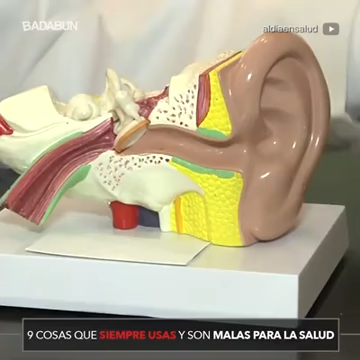 BADABUN
aldiaensalud
9 COSAS QUE SIEMPRE USAS Y SON MALAS PARA LA SALUD